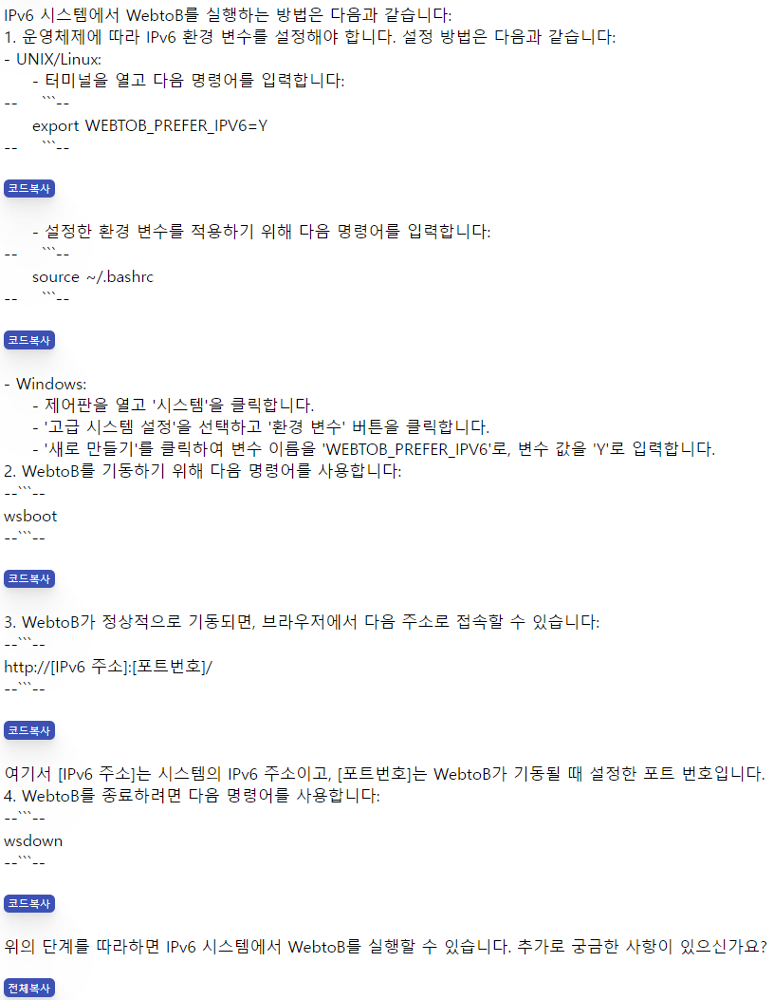 IPv6 시스템에서 WebtoB를 실행하는 방법은 다음과 같습니다:
1. 운영체제에 따라 IPv6 환경 변수를 설정해야 합니다. 설정 방법은 다음과 같습니다:
- UNIX/Linux:
- 터미널을 열고 다음 명령어를 입력합니다:
-- ```--
export WEBTOB_PREFER_IPV6=Y
-- ```--
코드복사
- 설정한 환경 변수를 적용하기 위해 다음 명령어를 입력합니다:
-- ```--
source ~/.bashrc
-- ```--
코드복사
- Windows:
- 제어판을 열고 '시스템'을 클릭합니다.
- '고급 시스템 설정'을 선택하고 '환경 변수' 버튼을 클릭합니다.
- '새로 만들기'를 클릭하여 변수 이름을 'WEBTOB_PREFER_IPV6'로, 변수 값을 'Y'로 입력합니다.
2. WebtoB를 기동하기 위해 다음 명령어를 사용합니다:
--```--
wsboot
--```--
코드복사
3. WebtoB가 정상적으로 기동되면, 브라우저에서 다음 주소로 접속할 수 있습니다:
--```--
http://[IPv6 주소]:[포트번호]/
--```--
코드복사
여기서 [IPv6 주소]는 시스템의 IPv6 주소이고, [포트번호]는 WebtoB가 기동될 때 설정한 포트 번호입니다.
4. WebtoB를 종료하려면 다음 명령어를 사용합니다:
--```--
wsdown
--```--
코드복사
위의 단계를 따라하면 IPv6 시스템에서 WebtoB를 실행할 수 있습니다. 추가로 궁금한 사항이 있으신가요?
전체복사